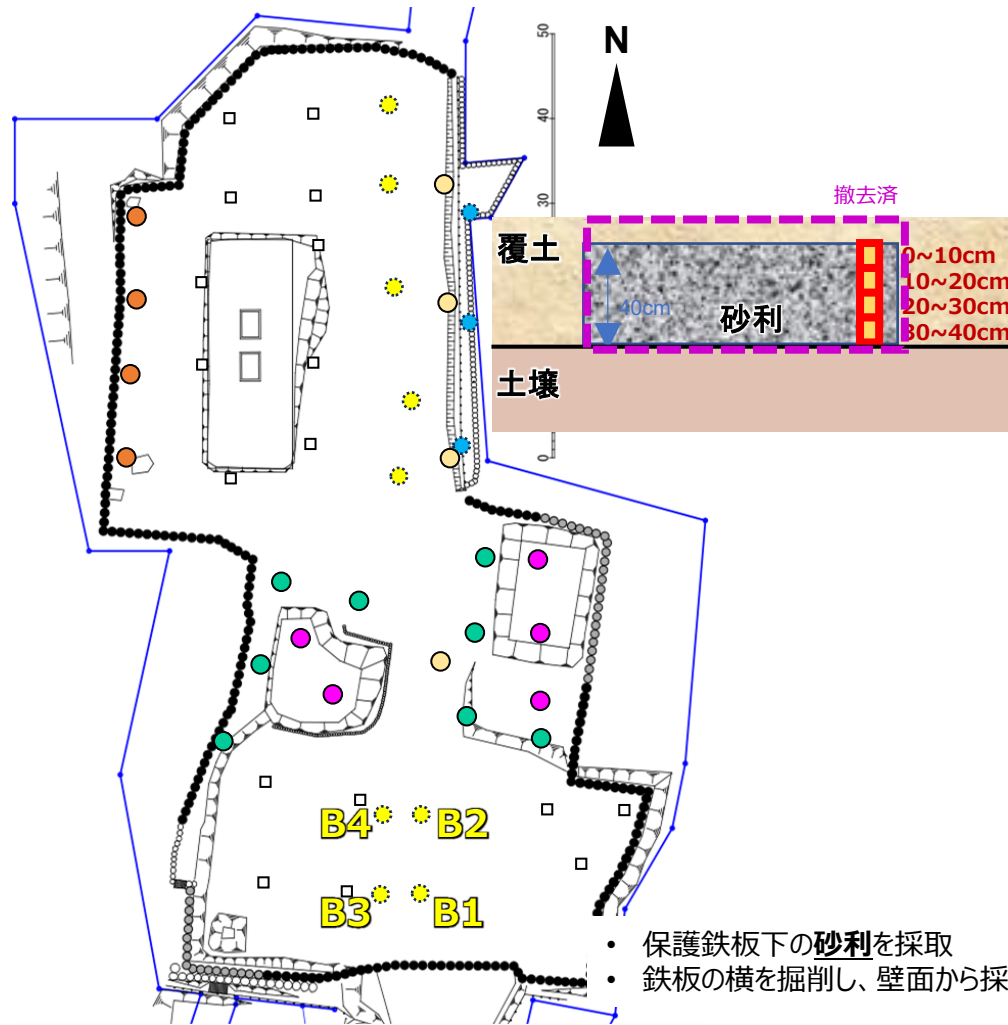 50
N
40
30
撤去済
覆土
0~10cm
10~20cm
20~30cm
30~40cm
40cm
砂利
土壌
0
B4
B2
B3
B1
• 保護鉄板下の砂利を採取
• 鉄板の横を掘削し、壁面から採